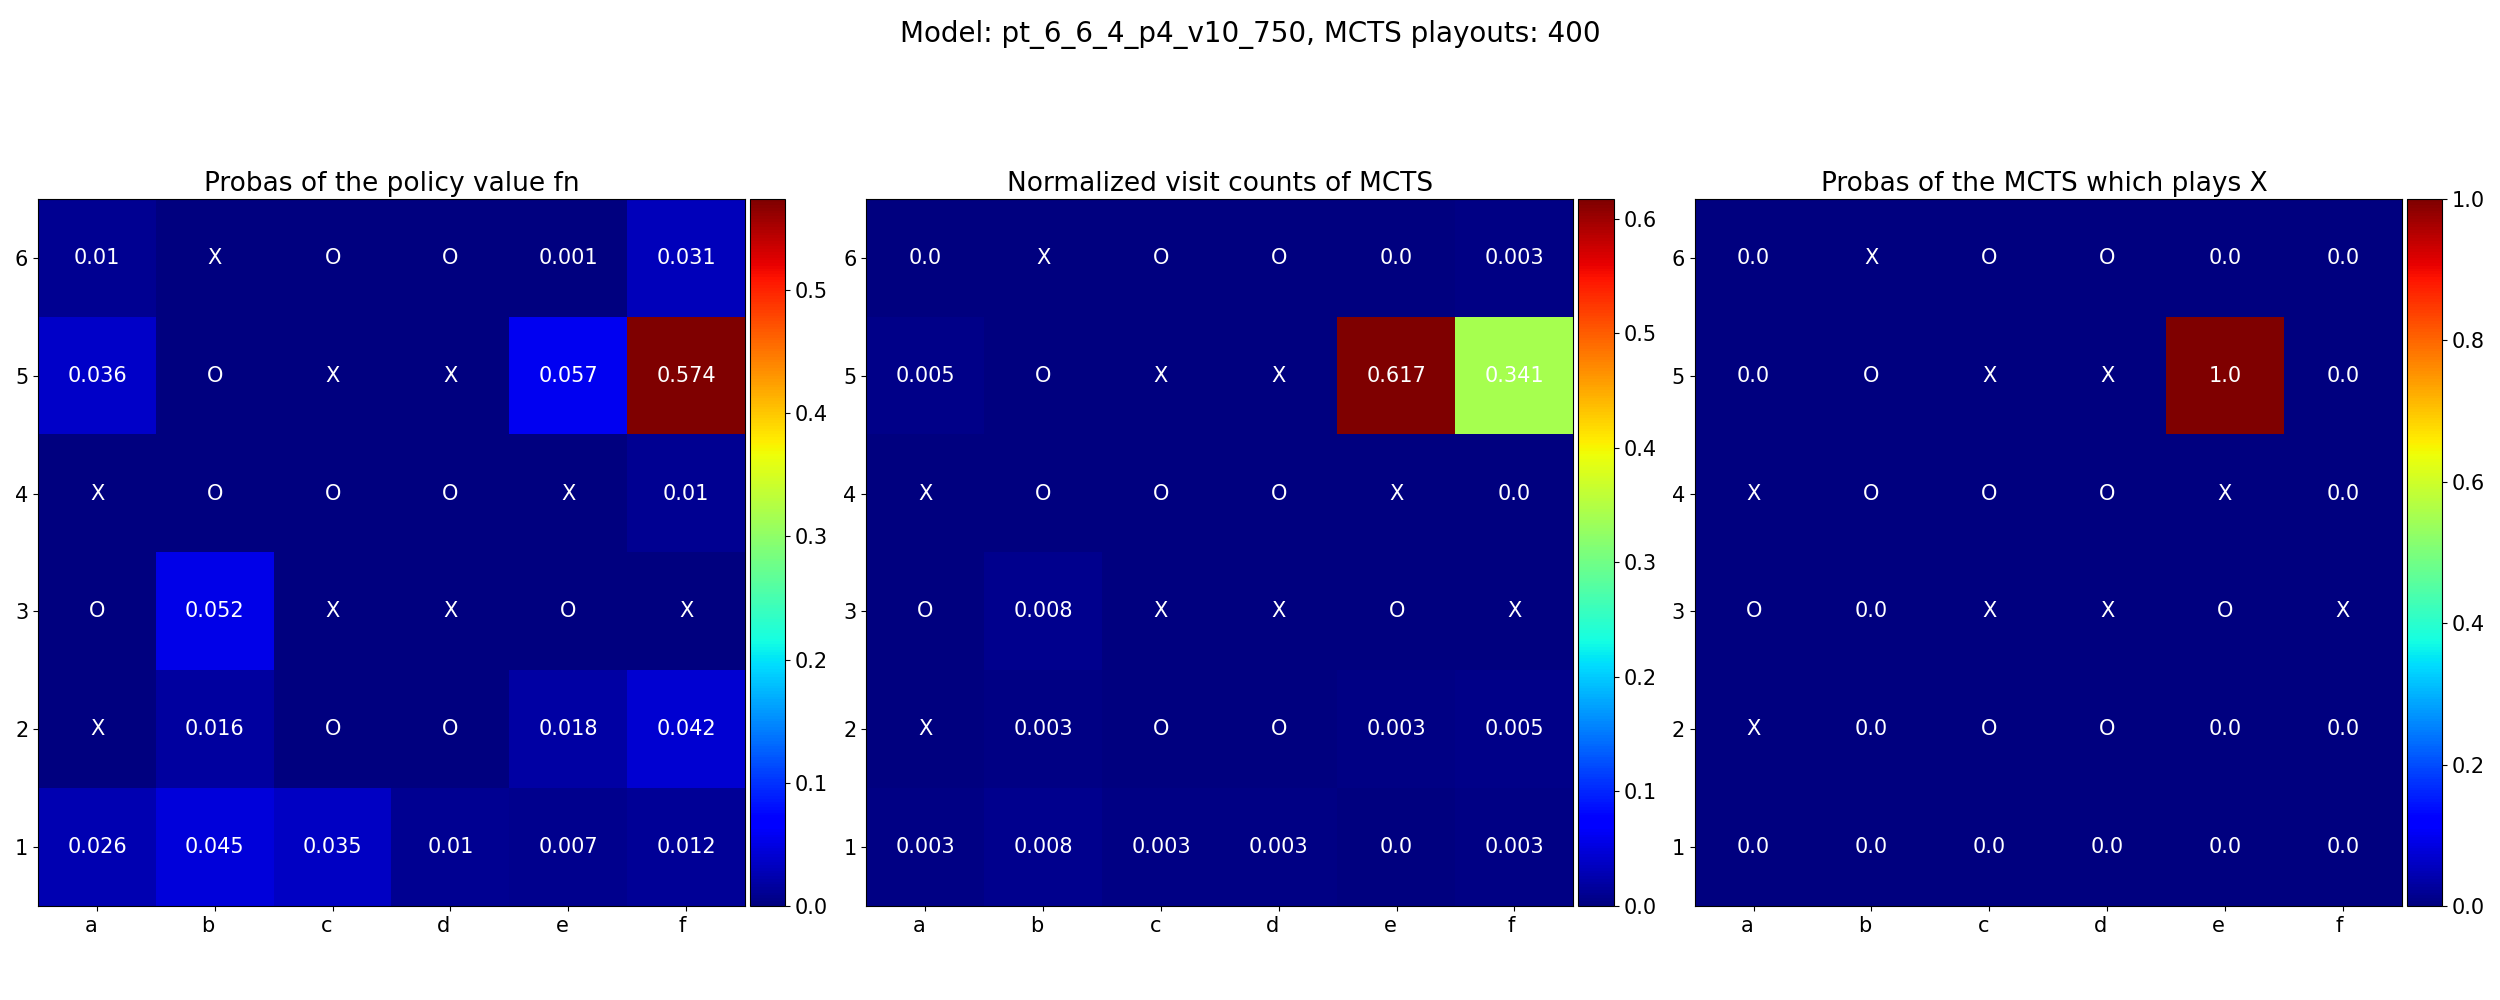 Model: pt_6_6_4_p4_v10_750, MCTS playouts: 400
Probas of the policy value fn
6 0.01 X O O 0.001 0.031
5 0.036 O X X 0.057 0.574
4 X O O O X 0.01
3 O 0.052 X X O X
2 X 0.016 O O 0.018 0.042
1 0.026 0.045 0.035 0.01 0.007 0.012
a b c d e f
0.5
0.4
0.3
0.2
0.1
0.0
Normalized visit counts of MCTS
6 0.0 X O O 0.0 0.003
5 0.005 O X X 0.617 0.341
4 X O O O X 0.0
3 O 0.008 X X O X
2 X 0.003 O O 0.003 0.005
1 0.003 0.008 0.003 0.003 0.0 0.003
a b c d e f
0.6
0.5
0.4
0.3
0.2
0.1
0.0
Probas of the MCTS which plays X
6 0.0 X O O 0.0 0.0
5 0.0 O X X 1.0 0.0
4 X O O O X 0.0
3 O 0.0 X X O X
2 X 0.0 O O 0.0 0.0
1 0.0 0.0 0.0 0.0 0.0 0.0
a b c d e f
1.0
0.8
0.6
0.4
0.2
0.0